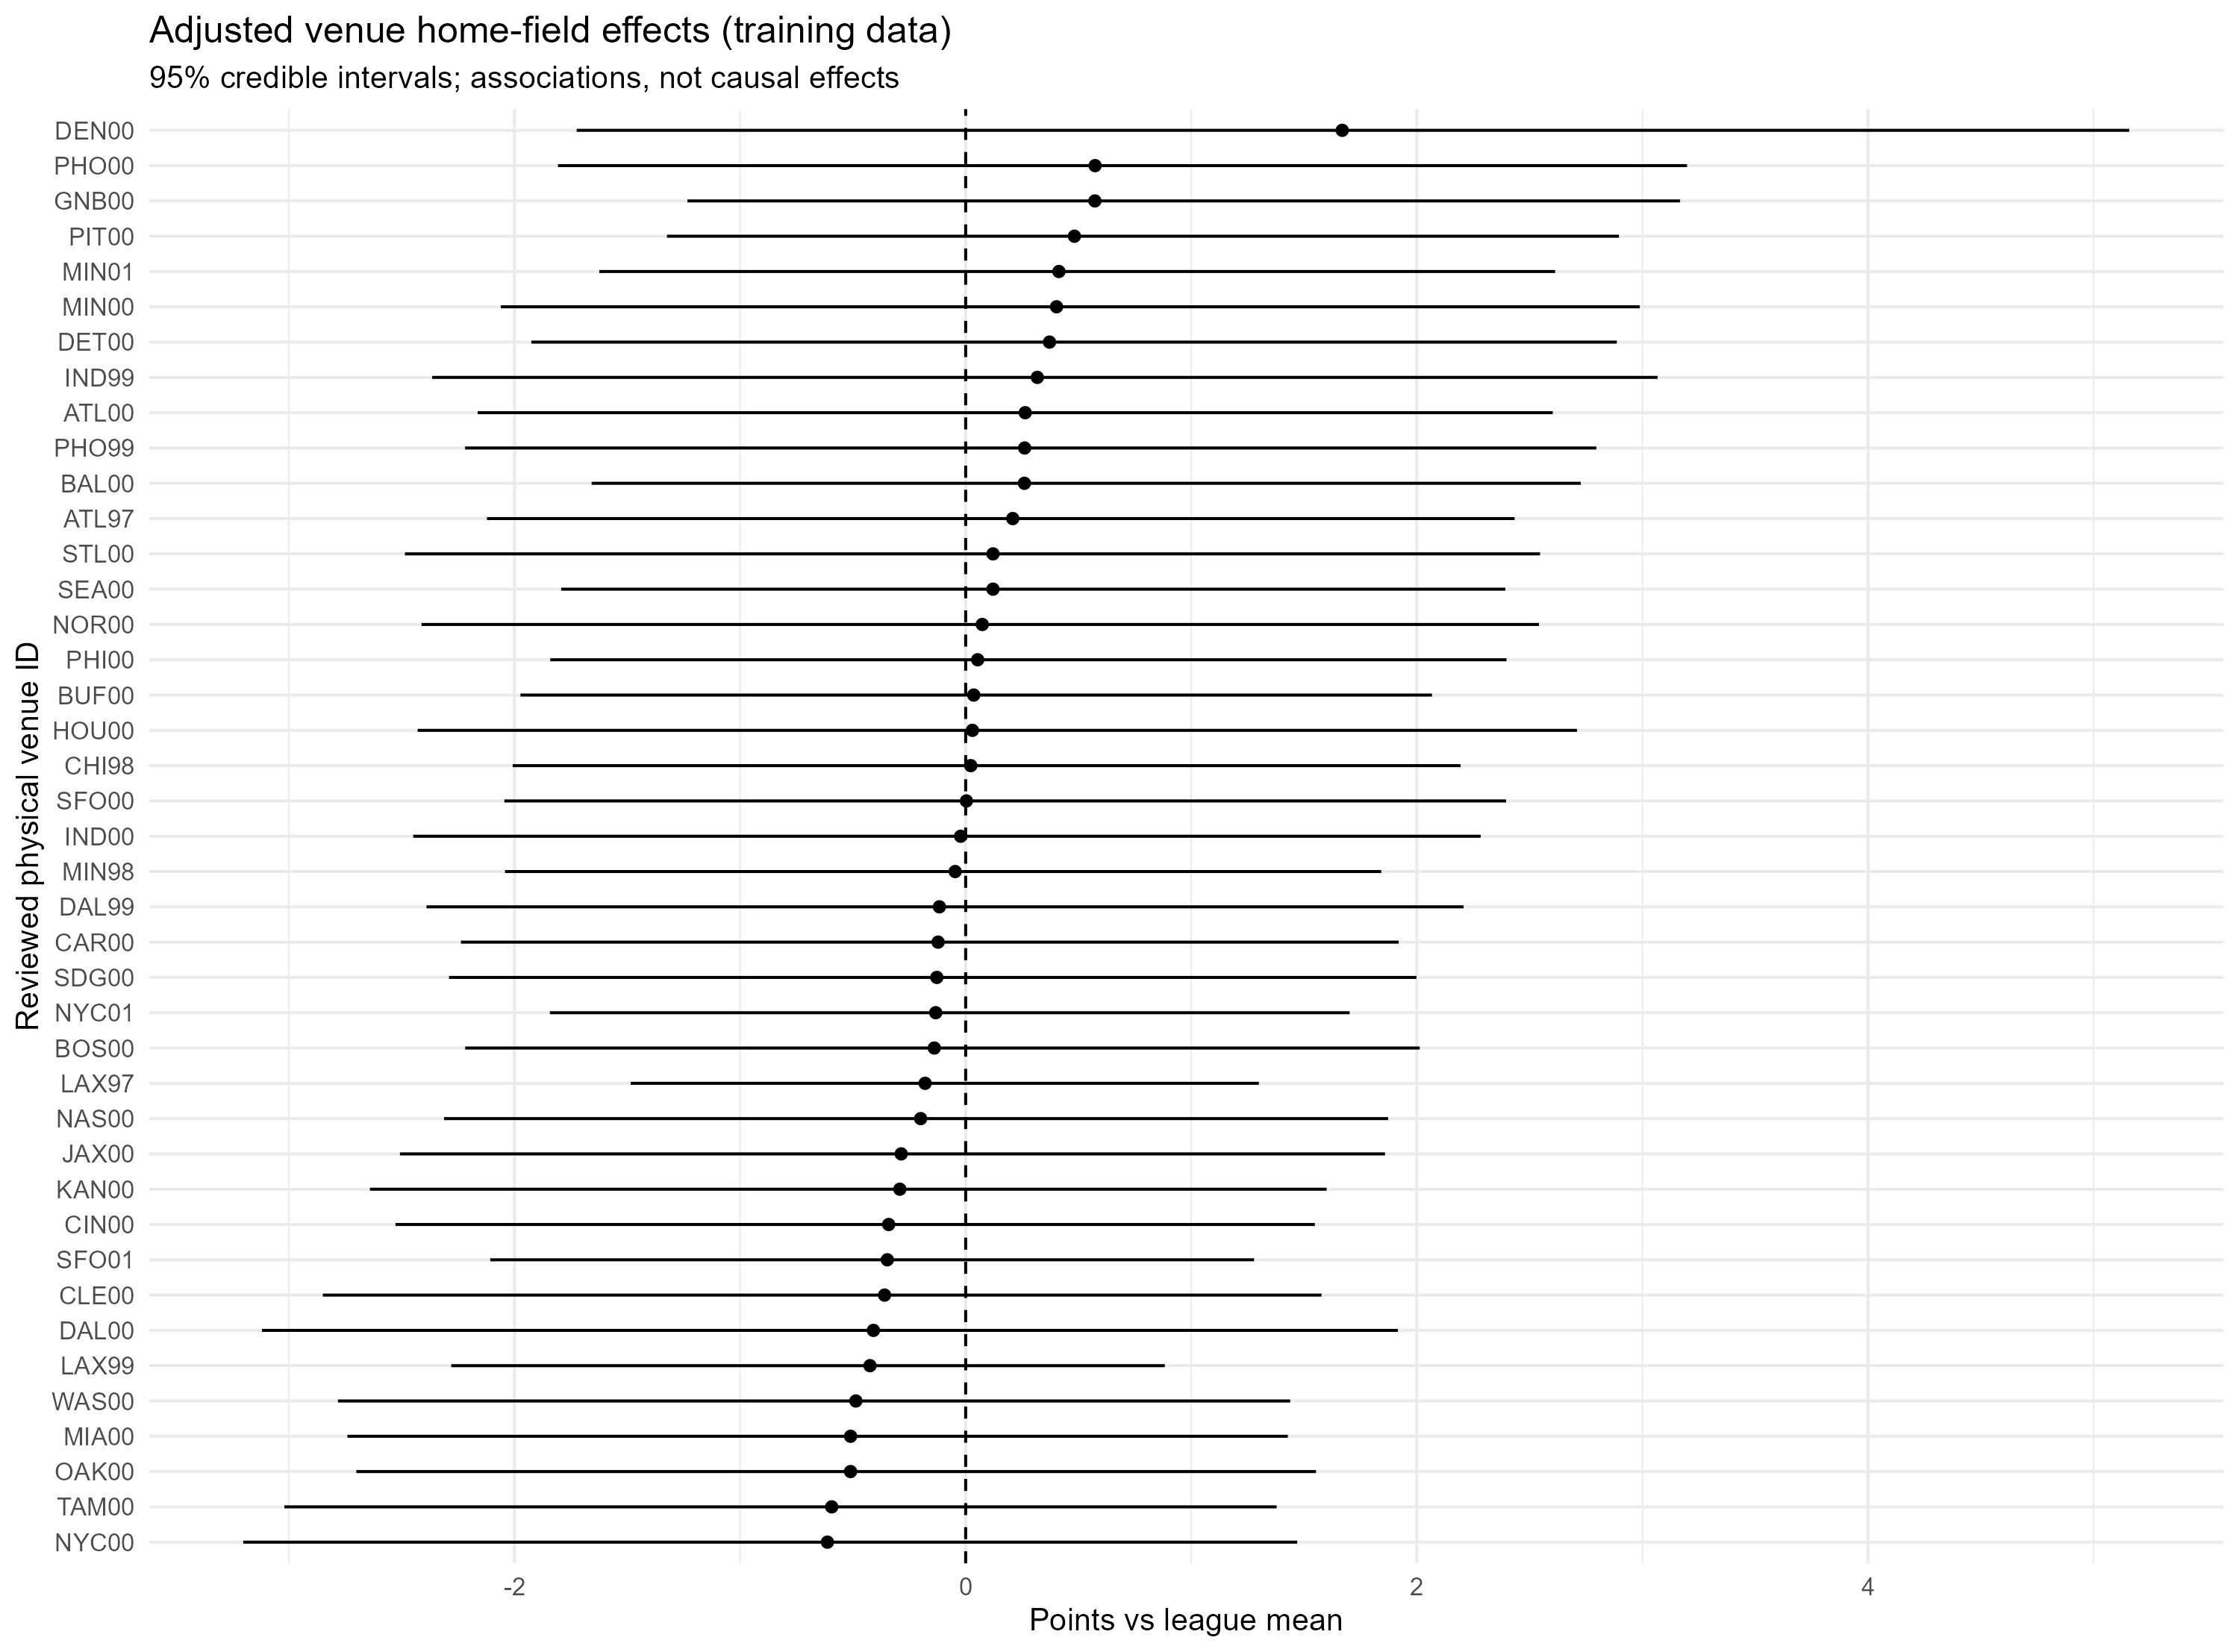 Adjusted venue home-field effects (training data)
95% credible intervals; associations, not causal effects
Reviewed physical venue ID
DEN00
PHO00
GNB00
PIT00
MIN01
MIN00
DET00
IND99
ATL00
PHO99
BAL00
ATL97
STL00
SEA00
NOR00
PHI00
BUF00
HOU00
CHI98
SFO00
IND00
MIN98
DAL99
CAR00
SDG00
NYC01
BOS00
LAX97
NAS00
JAX00
KAN00
CIN00
SFO01
CLE00
DAL00
LAX99
WAS00
MIA00
OAK00
TAM00
NYC00
-2 0 2 4
Points vs league mean